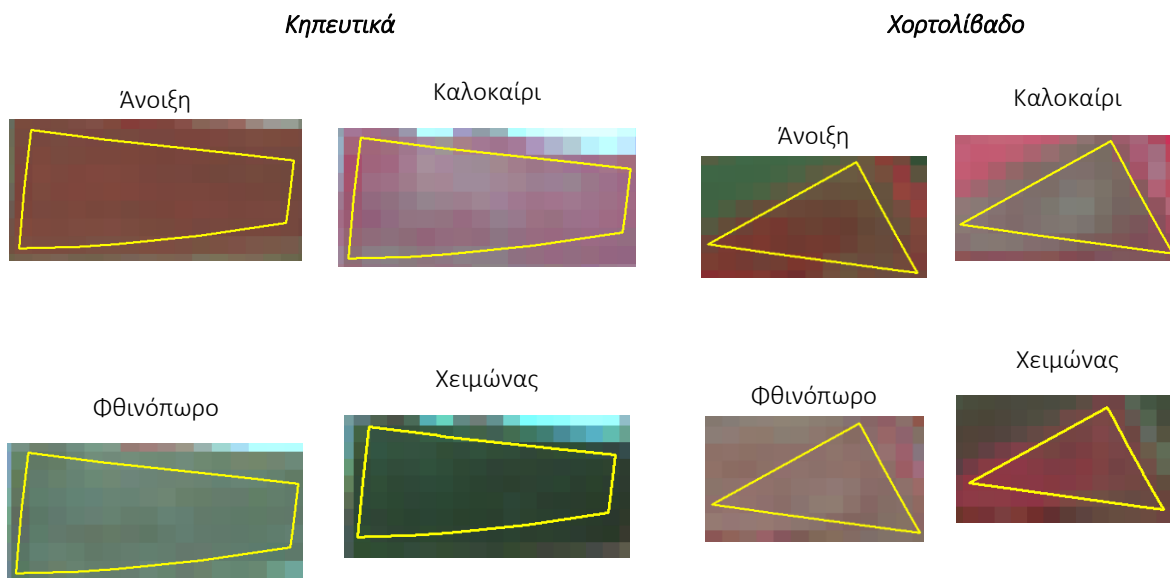 Κηπευτικά
Χορτολίβαδο
Άνοιξη
Καλοκαίρι
Άνοιξη
Καλοκαίρι
Φθινόπωρο
Χειμώνας
Φθινόπωρο
Χειμώνας